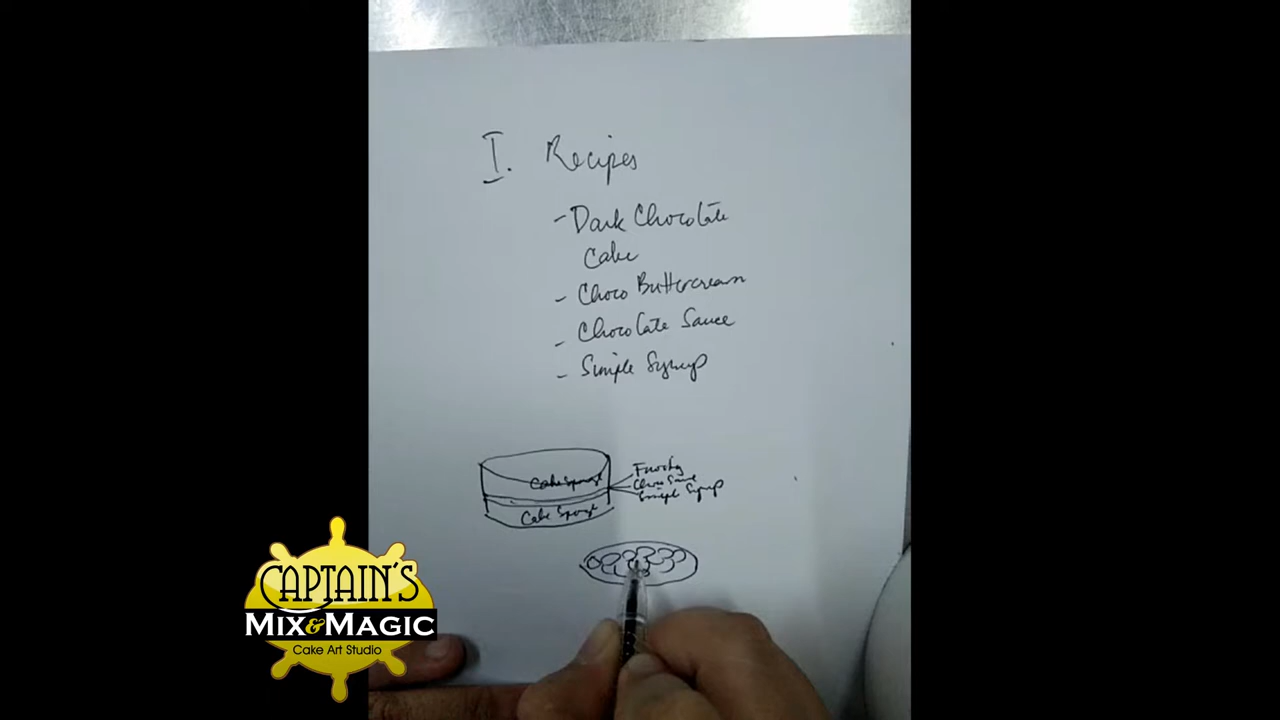 I. Recipes
- Dark Chocolate
Cake
- Choco Buttercream
- Chocolate Sauce
- Simple Syrup
Cake Sponge
Frosting
Choco Sauce
Simple Syrup
Cake Sponge
CAPTAIN'S
MIX & MAGIC
Cake Art Studio